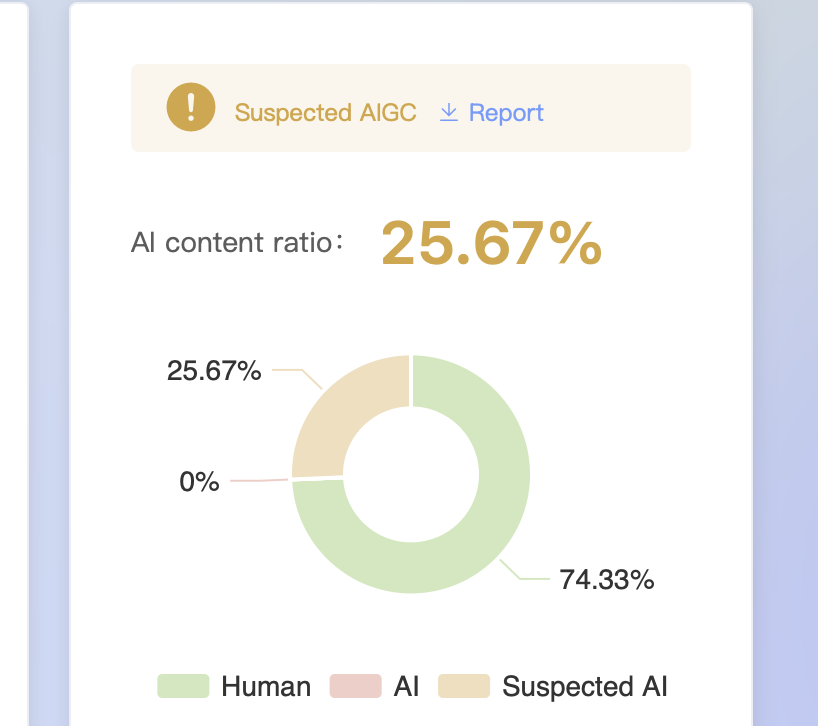 Suspected AIGC Report
AI content ratio： 25.67%
25.67%
0%
74.33%
Human AI Suspected AI